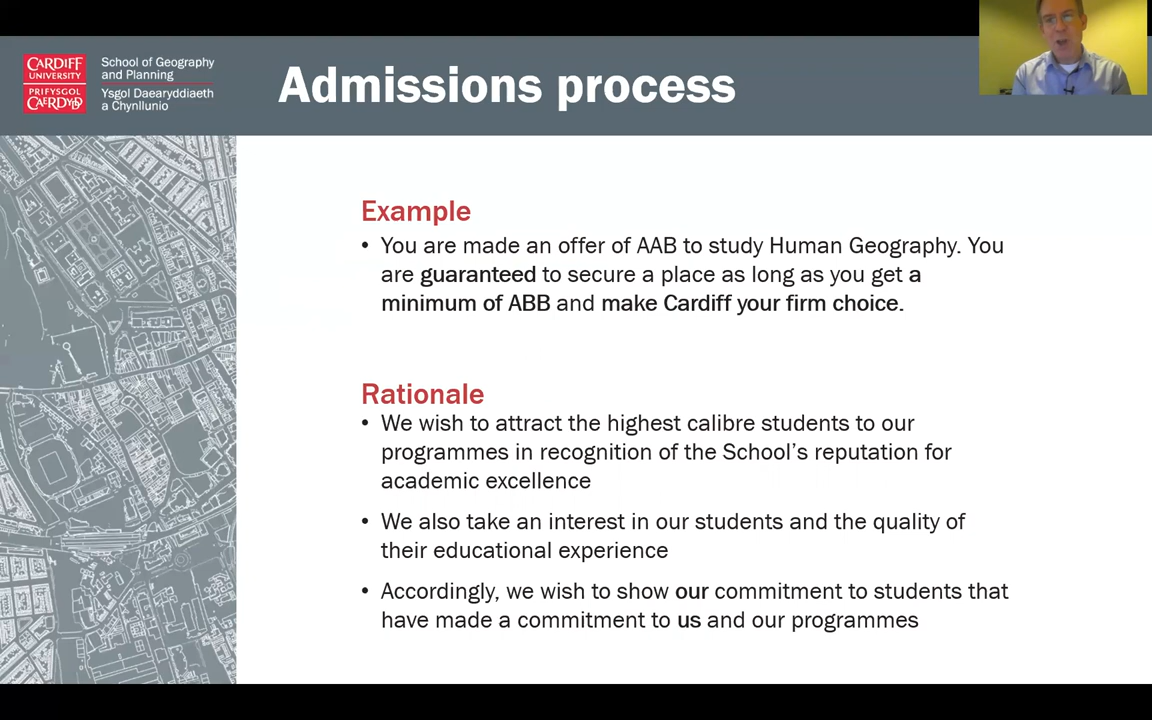 CARDIFF
UNIVERSITY
PRIFYSGOL
CAERDYDD
School of Geography
and Planning
Ysgol Daearyddiaeth
a Chynllunio
Admissions process
Example
• You are made an offer of AAB to study Human Geography. You
are guaranteed to secure a place as long as you get a
minimum of ABB and make Cardiff your firm choice.
Rationale
• We wish to attract the highest calibre students to our
programmes in recognition of the School's reputation for
academic excellence
• We also take an interest in our students and the quality of
their educational experience
• Accordingly, we wish to show our commitment to students that
have made a commitment to us and our programmes